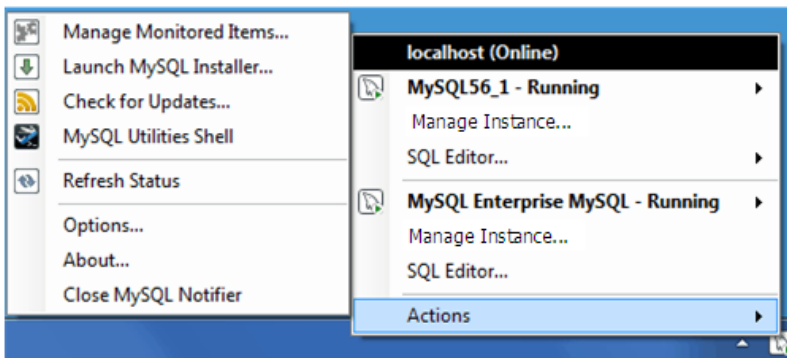 Manage Monitored Items...
Launch MySQL Installer...
Check for Updates...
MySQL Utilities Shell
Refresh Status
Options...
About...
Close MySQL Notifier
localhost (Online)
MySQL56_1 - Running
Manage Instance...
SQL Editor...
MySQL Enterprise MySQL - Running
Manage Instance...
SQL Editor...
Actions